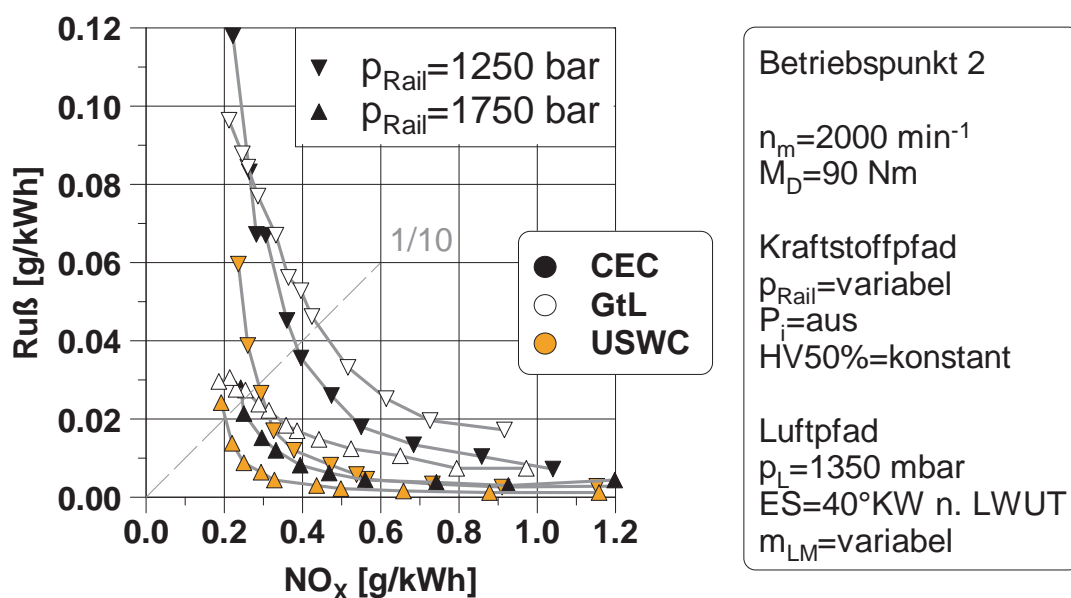 0.12
0.10
0.08
0.06
0.04
0.02
0.00
Ruß [g/kWh]
0.0 0.2 0.4 0.6 0.8 1.0 1.2
NOX [g/kWh]
pRail=1250 bar
pRail=1750 bar
1/10
CEC
GtL
USWC
Betriebspunkt 2
nm=2000 min-1
MD=90 Nm
Kraftstoffpfad
pRail=variabel
Pi=aus
HV50%=konstant
Luftpfad
pL=1350 mbar
ES=40°KW n. LWUT
mLM=variabel